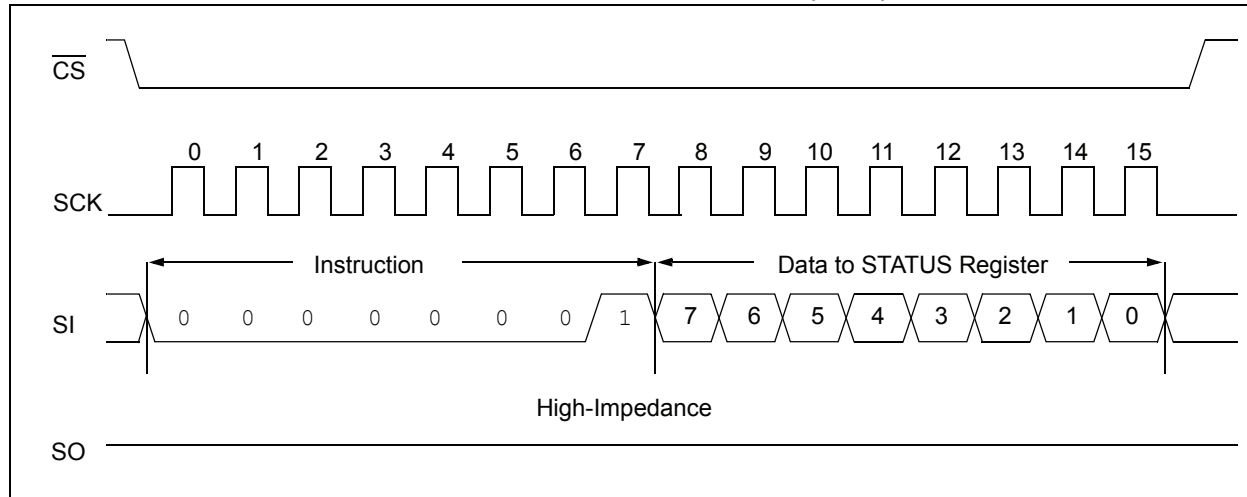 CS
0 1 2 3 4 5 6 7 8 9 10 11 12 13 14 15
SCK
Instruction Data to STATUS Register
SI 0 0 0 0 0 0 0 1 7 6 5 4 3 2 1 0
High-Impedance
SO